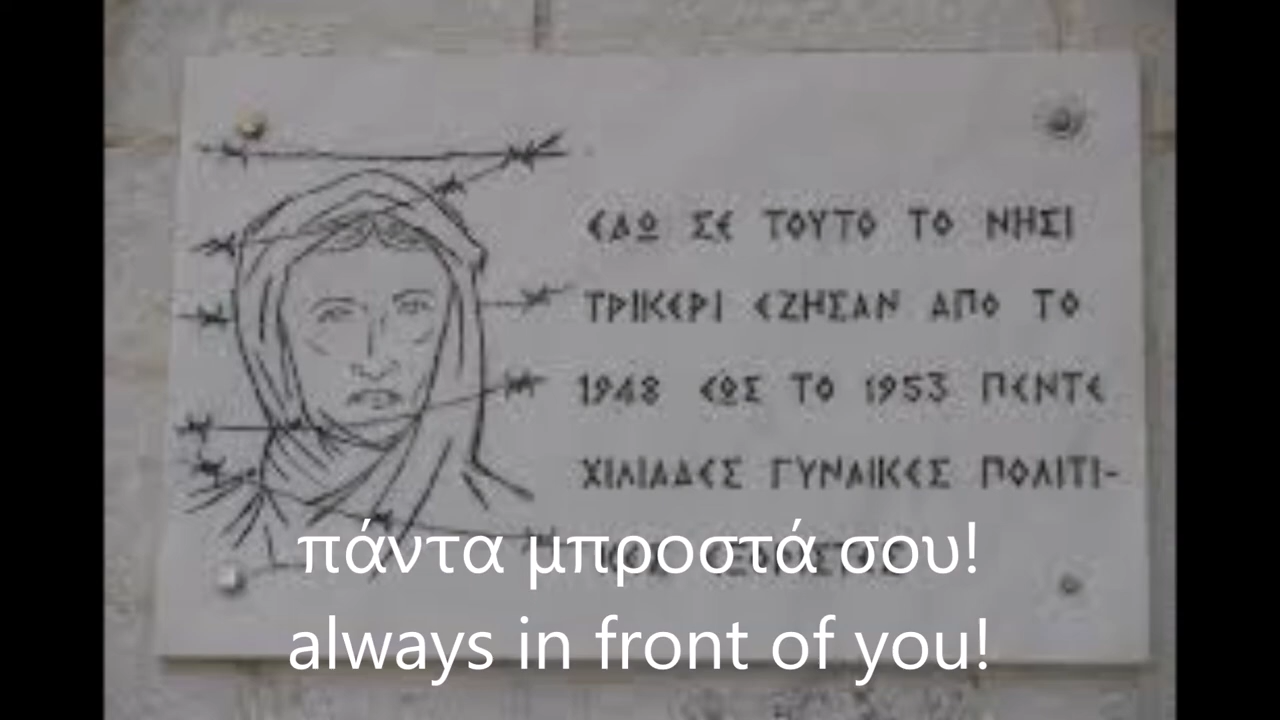 ΕΔΩ ΣΕ ΤΟΥΤΟ ΤΟ ΝΗΣΙ
ΤΡΙΚΕΡΙ ΕΖΗΣΑΝ ΑΠΟ ΤΟ
1948 ΕΩΣ ΤΟ 1953 ΠΕΝΤΕ
ΧΙΛΙΑΔΕΣ ΓΥΝΑΙΚΕΣ ΠΟΛΙΤΙ-
πάντα μπροστά σου!
always in front of you!